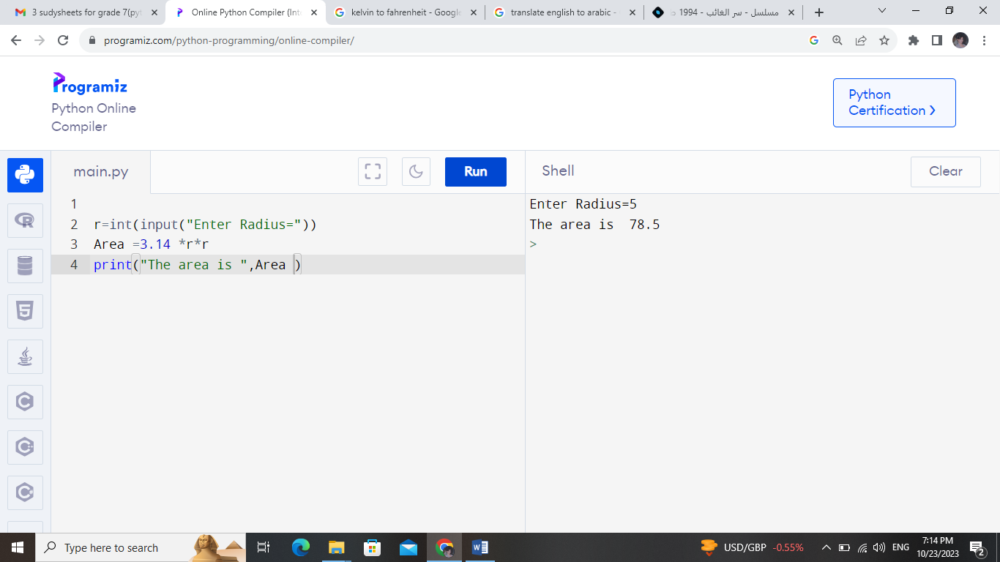 3 sudysheets for grade 7(pyt
Online Python Compiler (Int
kelvin to fahrenheit - Google
translate english to arabic -
مسلسل - سر الغائب - 1994
programiz.com/python-programming/online-compiler/
Programiz
Python Online
Compiler
Python
Certification
main.py
Run
Shell
Clear
1
2 r=int(input("Enter Radius="))
3 Area =3.14 *r*r
4 print("The area is ",Area )
Enter Radius=5
The area is  78.5
>
Type here to search
USD/GBP -0.55%
ENG
7:14 PM
10/23/2023
2